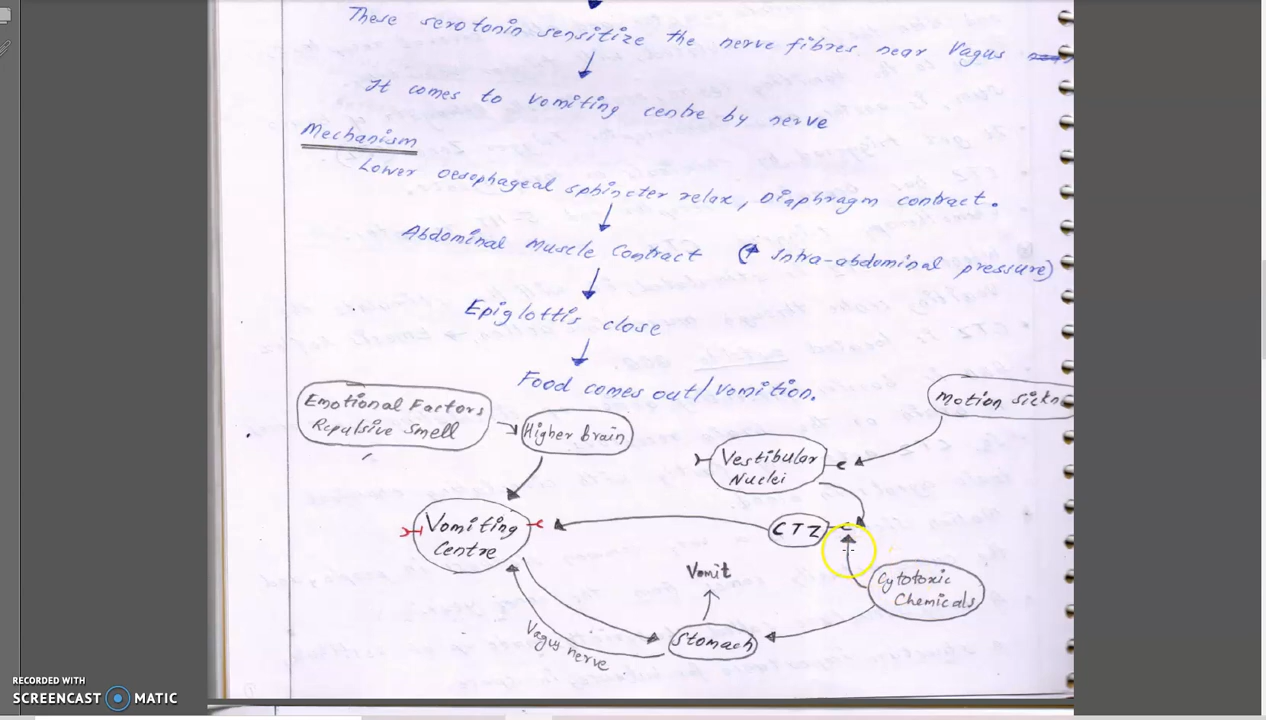 These serotonin sensitize the nerve fibres near Vagus
It comes to vomiting centre by nerve
Mechanism
Lower oesephageal sphincter relax, Diaphragm contract.
Abdominal Muscle Contract (↑ Intra-abdominal pressure)
Epiglottis close
Food comes out/Vomition.
Emotional Factors
Repulsive Smell
Higher brain
Motion Sickn
Vestibular
Nuclei
Vomiting
Centre
CTZ
Vomit
Cytotoxic
Chemicals
Stomach
Vagus nerve
RECORDED WITH
SCREENCAST MATIC